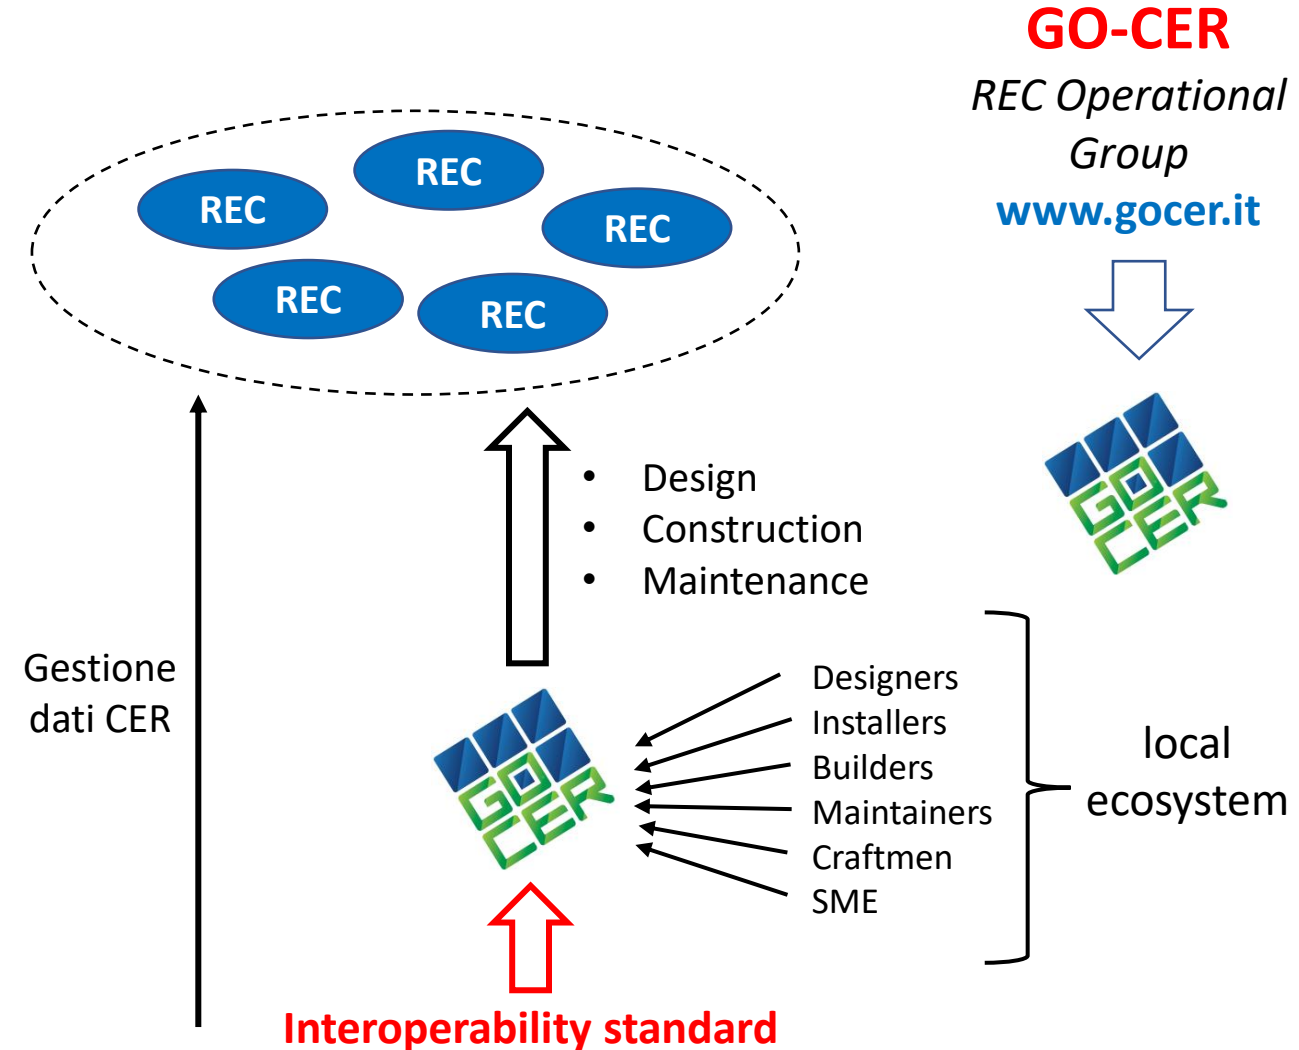 GO-CER
REC Operational
Group
www.gocer.it
REC
REC
REC
REC
REC
• Design
• Construction
• Maintenance
GO
CER
Gestione
dati CER
Designers
Installers
Builders
Maintainers
Craftmen
SME
local
ecosystem
GO
CER
Interoperability standard